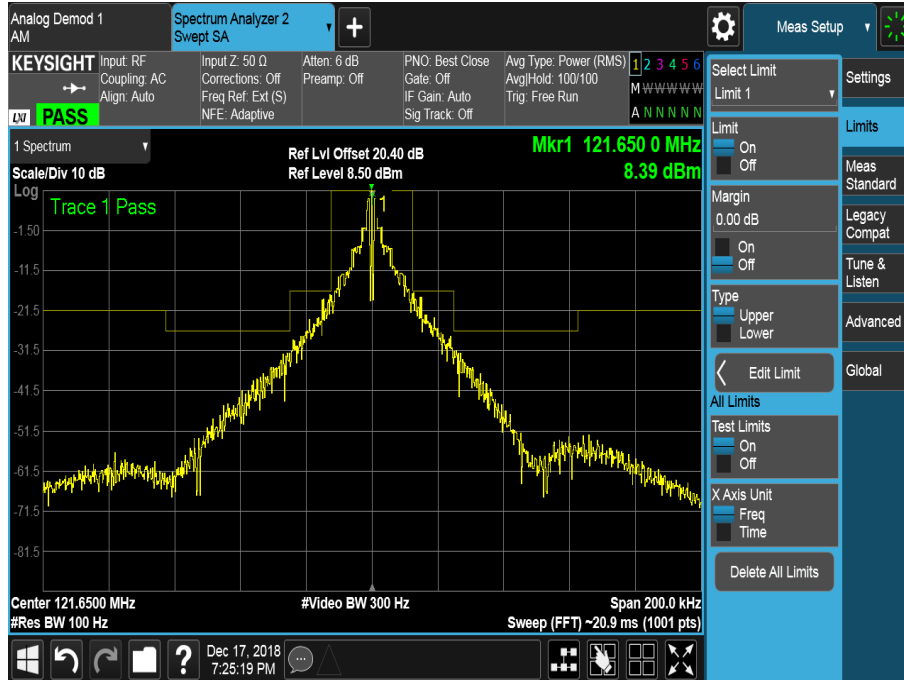 Analog Demod 1
AM
Spectrum Analyzer 2
Swept SA
Meas Setup
KEYSIGHT
LXI PASS
Input: RF
Coupling: AC
Align: Auto
Input Z: 50 Ω
Corrections: Off
Freq Ref: Ext (S)
NFE: Adaptive
Atten: 6 dB
Preamp: Off
PNO: Best Close
Gate: Off
IF Gain: Auto
Sig Track: Off
Avg Type: Power (RMS)
Avg|Hold: 100/100
Trig: Free Run
1 2 3 4 5 6
M W W W W W
A N N N N N
1 Spectrum
Scale/Div 10 dB
Ref Lvl Offset 20.40 dB
Ref Level 8.50 dBm
Mkr1 121.650 0 MHz
8.39 dBm
Log
Trace 1 Pass
1
-1.50
-11.5
-21.5
-31.5
-41.5
-51.5
-61.5
-71.5
-81.5
Center 121.6500 MHz
#Res BW 100 Hz
#Video BW 300 Hz
Span 200.0 kHz
Sweep (FFT) ~20.9 ms (1001 pts)
Select Limit
Limit 1
Limit
On
Off
Margin
0.00 dB
On
Off
Type
Upper
Lower
Edit Limit
All Limits
Test Limits
On
Off
X Axis Unit
Freq
Time
Delete All Limits
Settings
Limits
Meas
Standard
Legacy
Compat
Tune &
Listen
Advanced
Global
?
Dec 17, 2018
7:25:19 PM